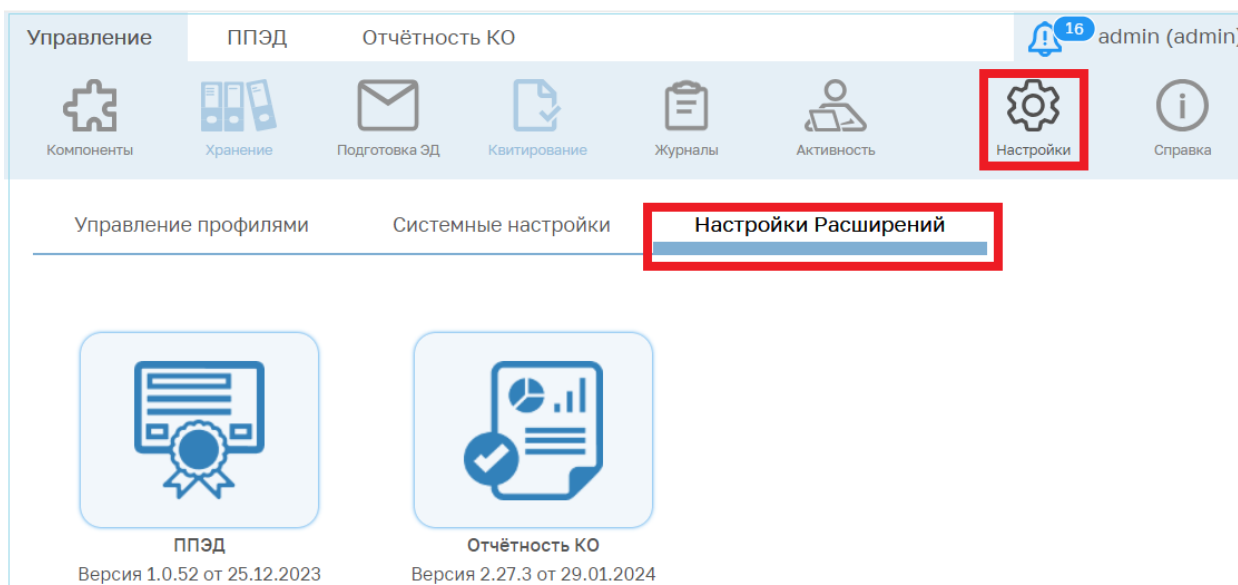 Управление ППЭД Отчётность КО 16 admin (admin)
Компоненты Хранение Подготовка ЭД Квитирование Журналы Активность Настройки Справка
Управление профилями Системные настройки Настройки Расширений
ППЭД Отчётность КО
Версия 1.0.52 от 25.12.2023 Версия 2.27.3 от 29.01.2024